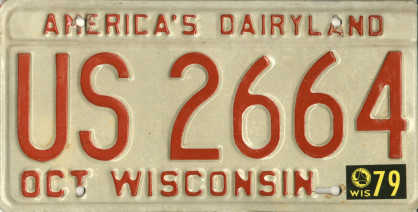 AMERICA'S DAIRYLAND
US 2664
OCT WISCONSIN
WIS 79